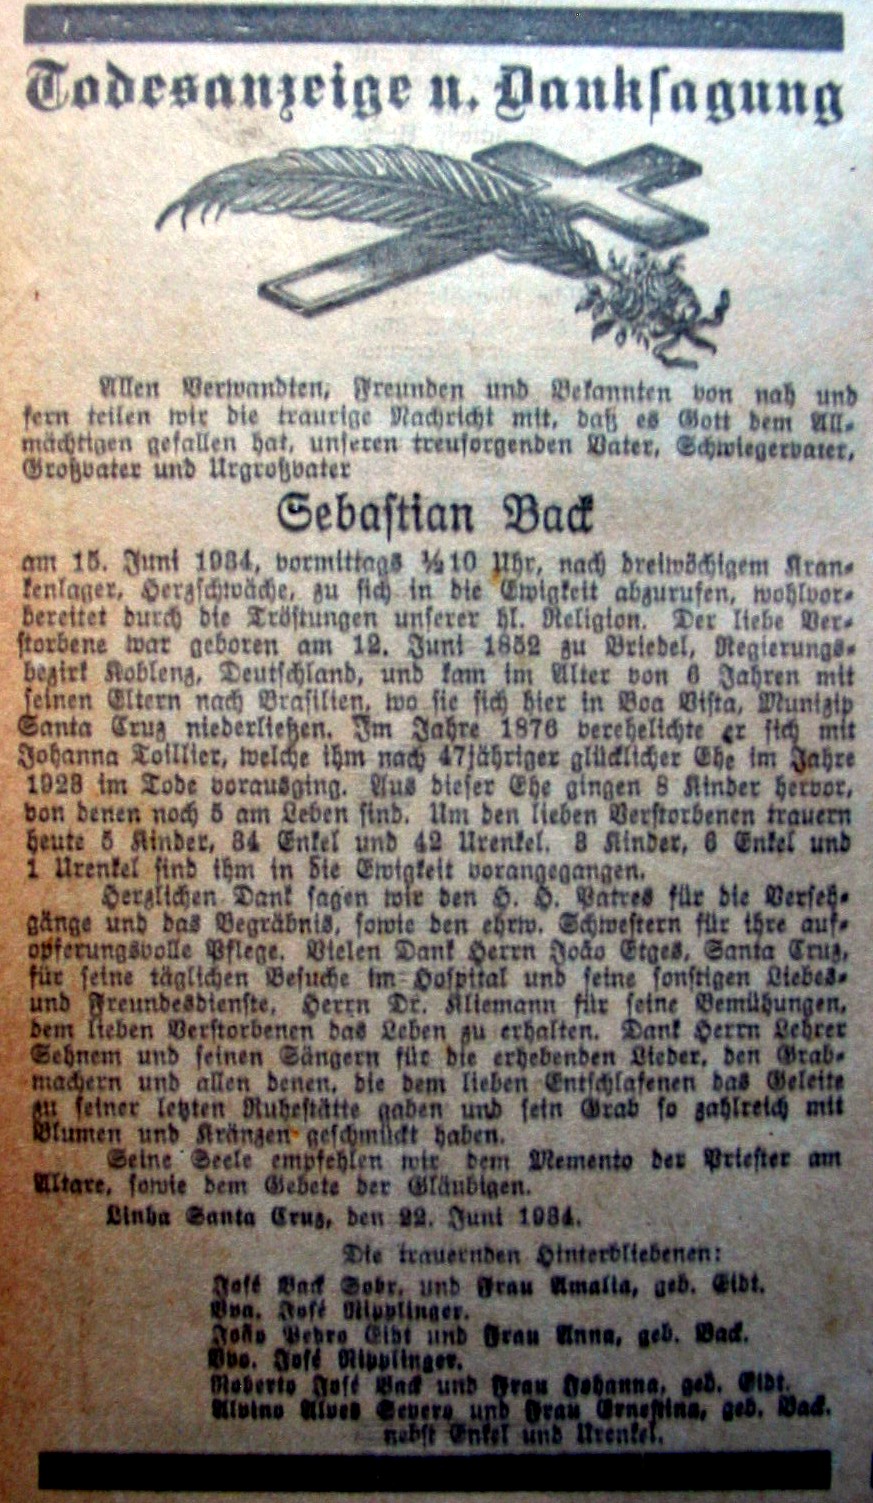 Todesanzeige u. Danksagung
Allen Verwandten, Freunden und Bekannten von nah und
fern teilen wir die traurige Nachricht mit, daß es Gott dem All-
mächtigen gefallen hat, unseren treusorgenden Vater, Schwiegervater,
Großvater und Urgroßvater
Sebastian Back
am 15. Juni 1934, vormittags ½10 Uhr, nach dreiwöchigem Kran-
kenlager, Herzschwäche, zu sich in die Ewigkeit abzurufen, wohlvor-
bereitet durch die Tröstungen unserer hl. Religion. Der liebe Ver-
storbene war geboren am 12. Juni 1852 zu Briedel, Regierungs-
bezirk Koblenz, Deutschland, und kam im Alter von 6 Jahren mit
seinen Eltern nach Brasilien, wo sie sich hier in Boa Vista, Munizip
Santa Cruz niederließen. Im Jahre 1876 verehelichte er sich mit
Johanna Toillier, welche ihm nach 47jähriger glücklicher Ehe im Jahre
1923 im Tode vorausging. Aus dieser Ehe gingen 8 Kinder hervor,
von denen noch 5 am Leben sind. Um den lieben Verstorbenen trauern
heute 5 Kinder, 34 Enkel und 42 Urenkel. 3 Kinder, 6 Enkel und
1 Urenkel sind ihm in die Ewigkeit vorangegangen.
Herzlichen Dank sagen wir den H. H. Patres für die Verseh-
gänge und das Begräbnis, sowie den ehrw. Schwestern für ihre auf-
opferungsvolle Pflege. Vielen Dank Herrn João Etges, Santa Cruz,
für seine täglichen Besuche im Hospital und seine sonstigen Liebes-
und Freundesdienste, Herrn Dr. Kliemann für seine Bemühungen,
dem lieben Verstorbenen das Leben zu erhalten. Dank Herrn Lehrer
Sehnem und seinen Sängern für die erhebenden Lieder, den Grab-
machern und allen denen, die dem lieben Entschlafenen das Geleite
zu seiner letzten Ruhestätte gaben und sein Grab so zahlreich mit
Blumen und Kränzen geschmückt haben.
Seine Seele empfehlen wir dem Memento der Priester am
Altare, sowie dem Gebete der Gläubigen.
Linha Santa Cruz, den 22. Juni 1934.
Die trauernden Hinterbliebenen:
José Back Sobr. und Frau Amalia, geb. Eidt.
José Ripplinger.
João Pedro Eidt und Frau Anna, geb. Back.
José Ripplinger.
Roberto José Back und Frau Johanna, geb. Eidt.
Alvino Alves Severo und Frau Ernestina, geb. Back.
nebst Enkel und Urenkel.